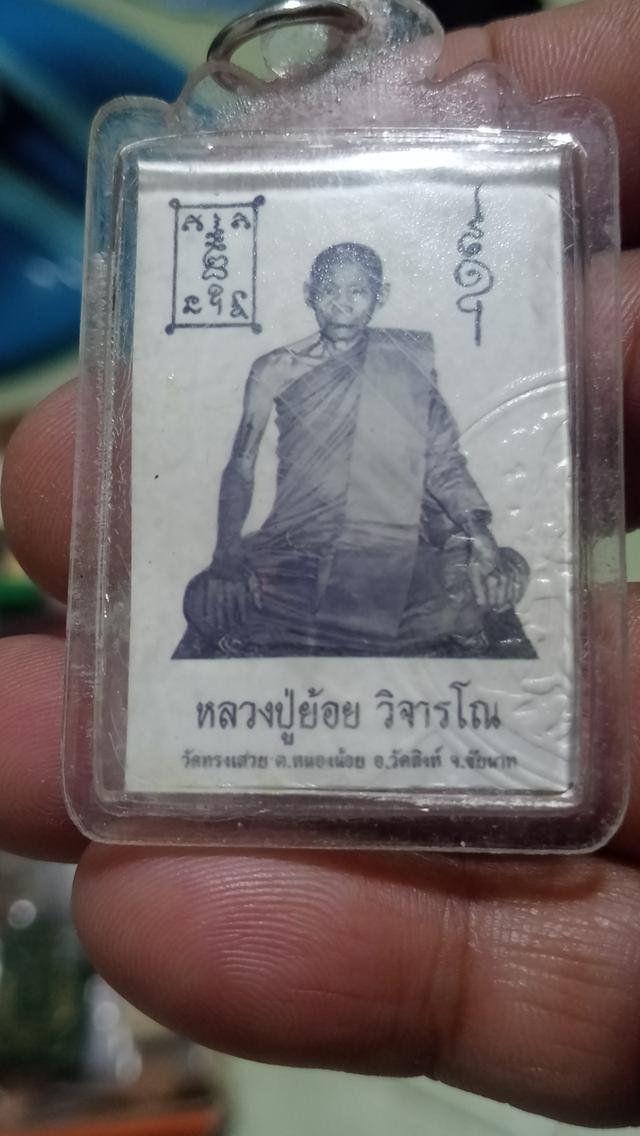 หลวงปู่ย้อย วิจารโณ
วัดทรงเสวย ต.หนองน้อย อ.วัดสิงห์ จ.ชัยนาท